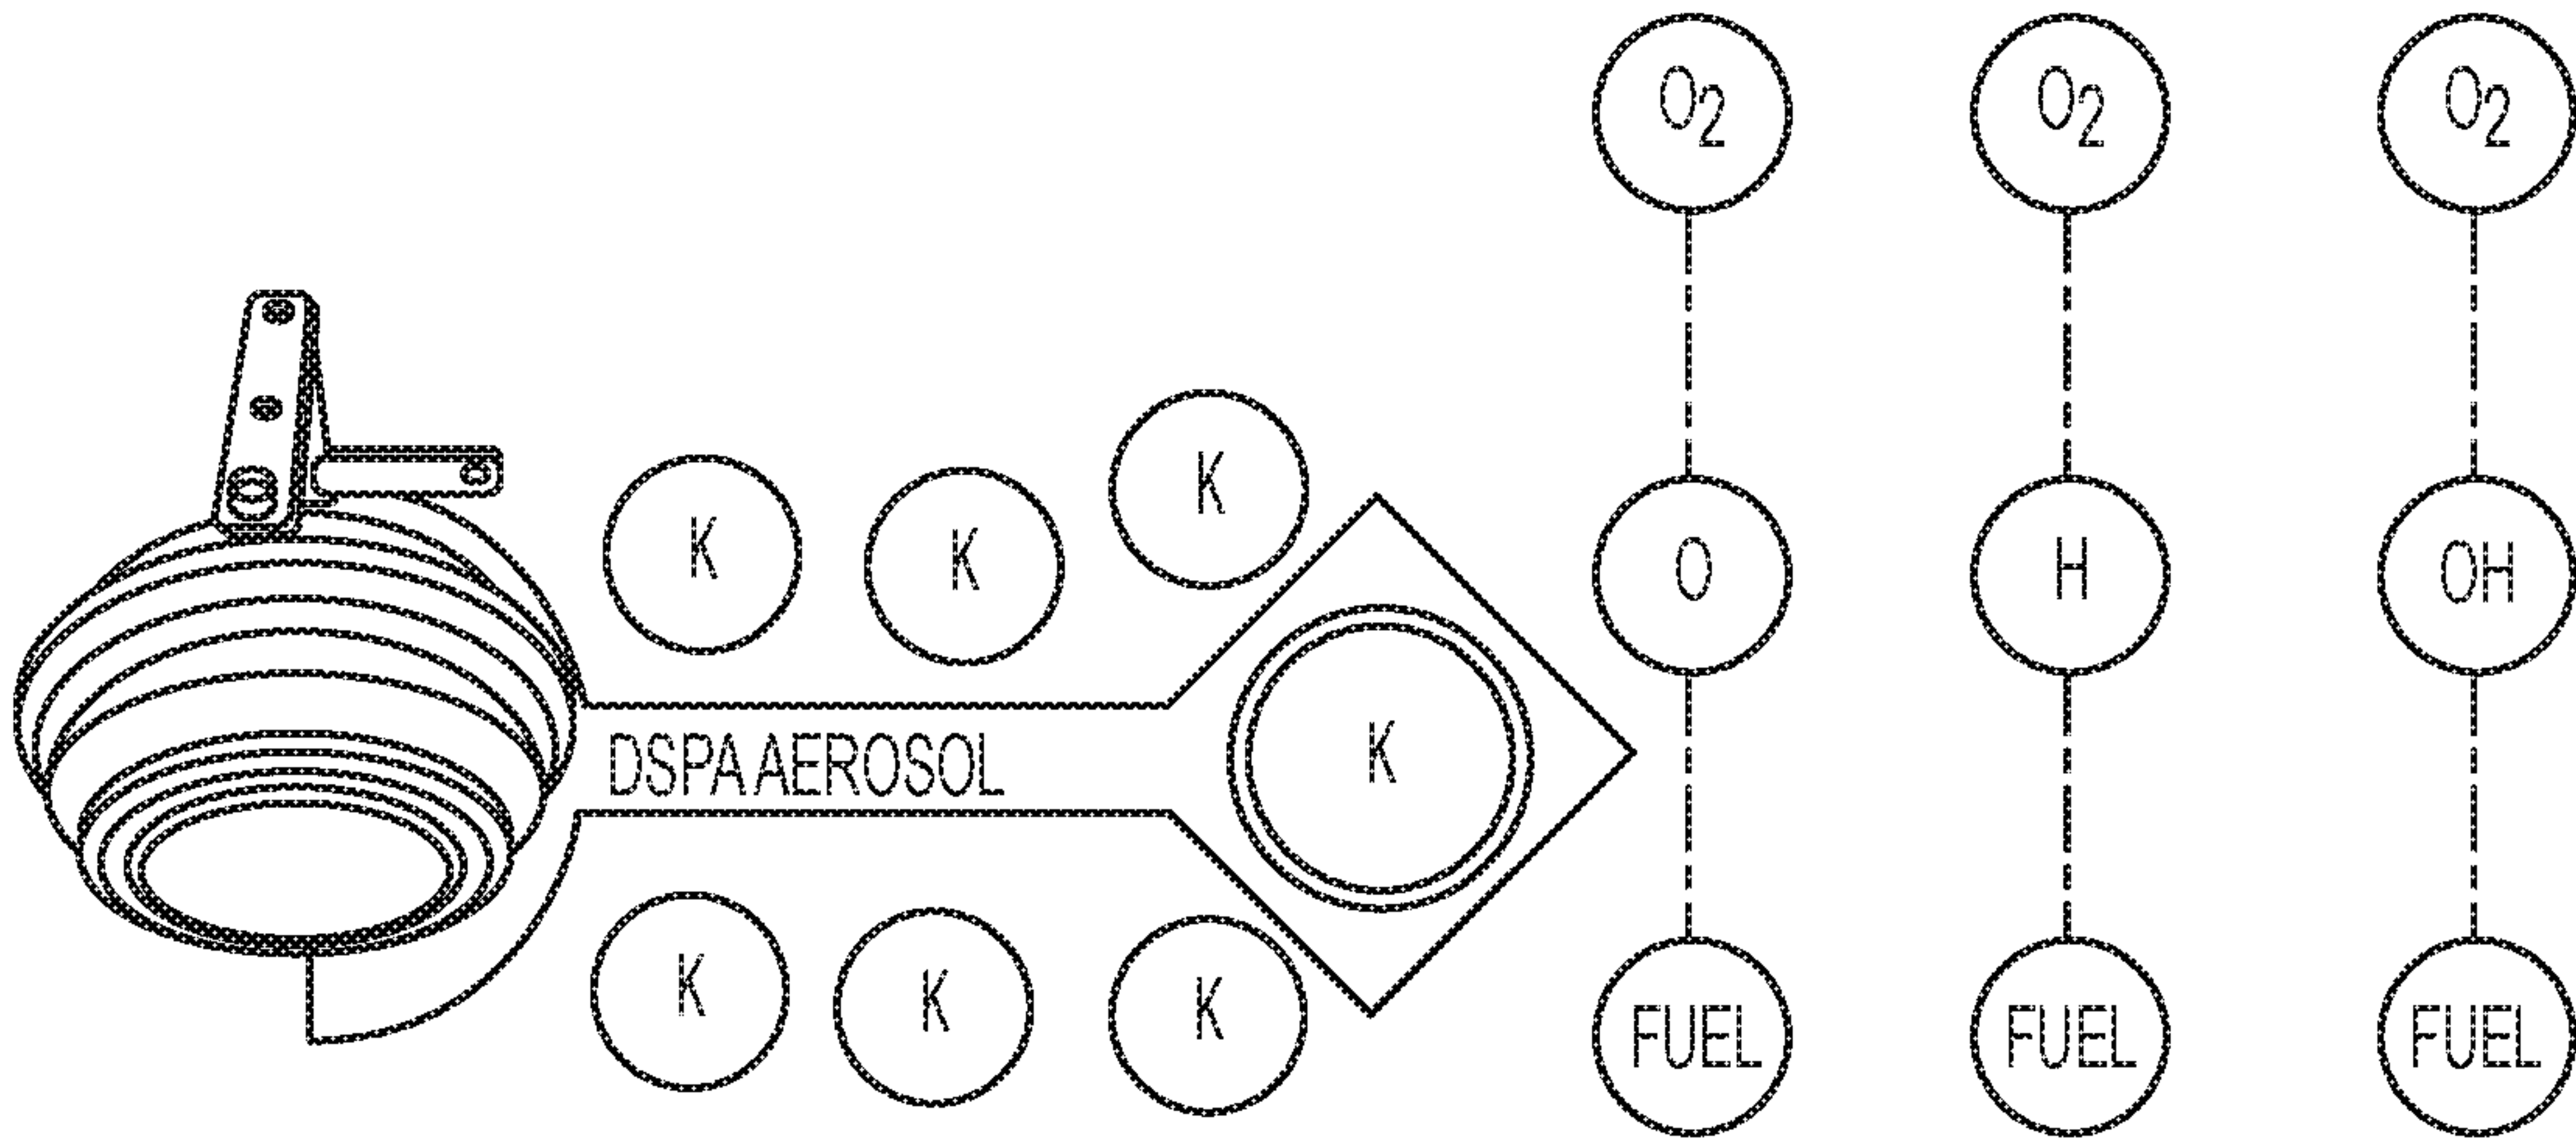 O2 O2 O2
K K K
O H OH
DSPA AEROSOL K
K K K
FUEL FUEL FUEL